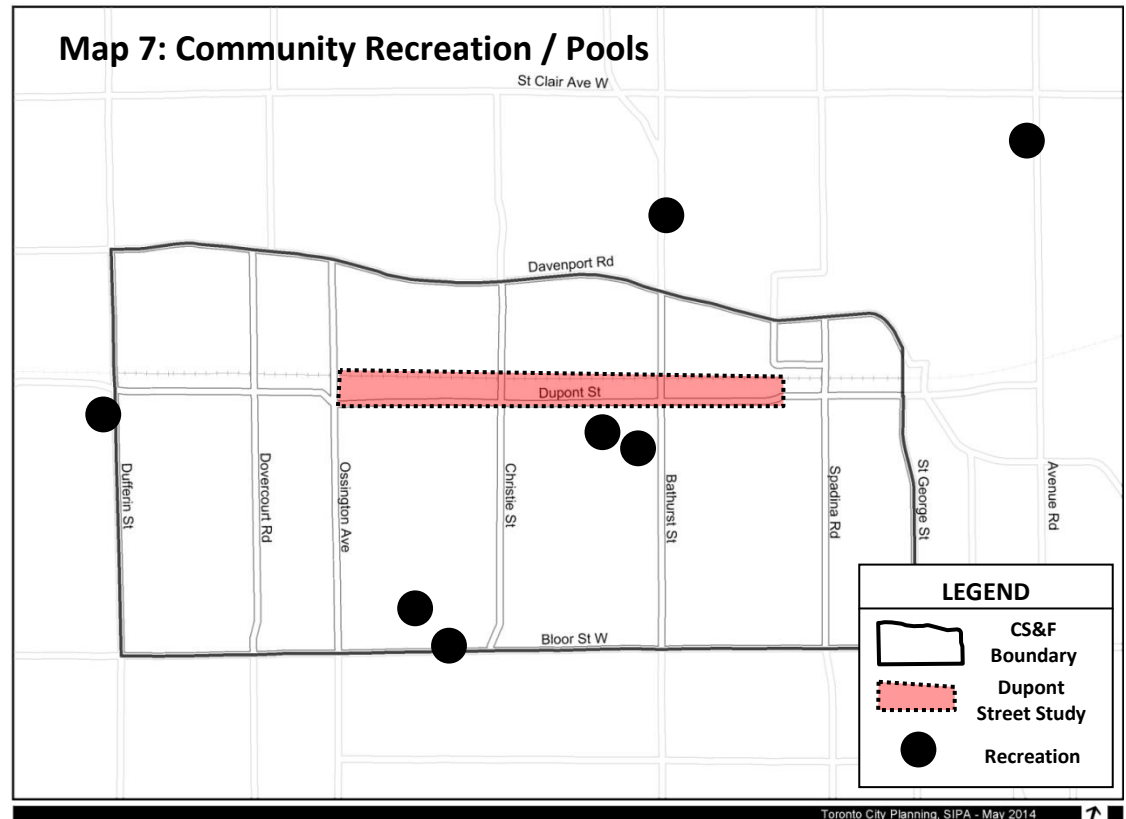 Map 7: Community Recreation / Pools
St Clair Ave W
Davenport Rd
Dupont St
Dufferin St
Dovercourt Rd
Ossington Ave
Christie St
Bathurst St
Spadina Rd
St George St
Avenue Rd
Bloor St W
LEGEND
CS&F
Boundary
Dupont
Street Study
Recreation
Toronto City Planning, SIPA - May 2014